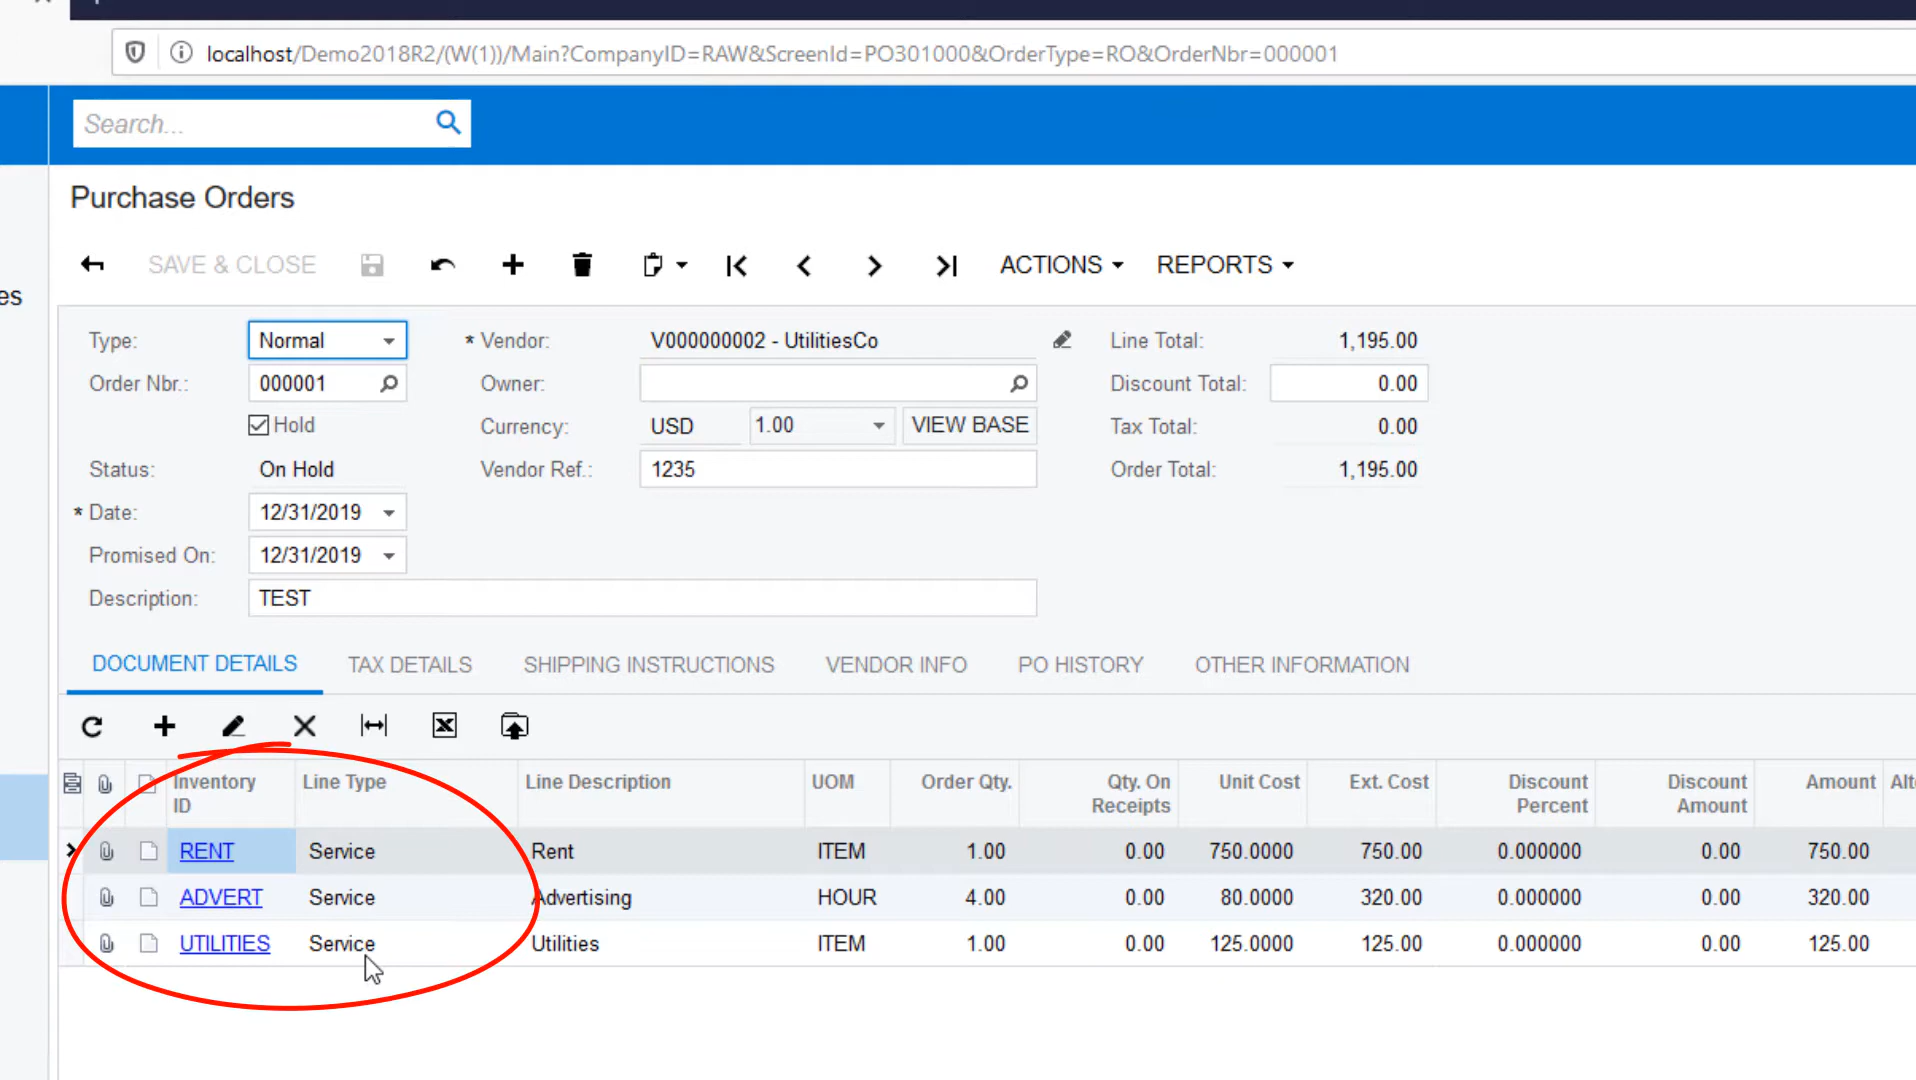 localhost/Demo2018R2/(W(1))/Main?CompanyID=RAW&ScreenId=PO301000&OrderType=RO&OrderNbr=000001
Search...
Purchase Orders
SAVE & CLOSE ACTIONS REPORTS
es
Type: Normal * Vendor: V000000002 - UtilitiesCo Line Total: 1,195.00
Order Nbr.: 000001 Owner: Discount Total: 0.00
Hold Currency: USD 1.00 VIEW BASE Tax Total: 0.00
Status: On Hold Vendor Ref.: 1235 Order Total: 1,195.00
* Date: 12/31/2019
Promised On: 12/31/2019
Description: TEST
DOCUMENT DETAILS TAX DETAILS SHIPPING INSTRUCTIONS VENDOR INFO PO HISTORY OTHER INFORMATION
Inventory ID Line Type Line Description UOM Order Qty. Qty. On Receipts Unit Cost Ext. Cost Discount Percent Discount Amount Amount Alt
RENT Service Rent ITEM 1.00 0.00 750.0000 750.00 0.000000 0.00 750.00
ADVERT Service Advertising HOUR 4.00 0.00 80.0000 320.00 0.000000 0.00 320.00
UTILITIES Service Utilities ITEM 1.00 0.00 125.0000 125.00 0.000000 0.00 125.00